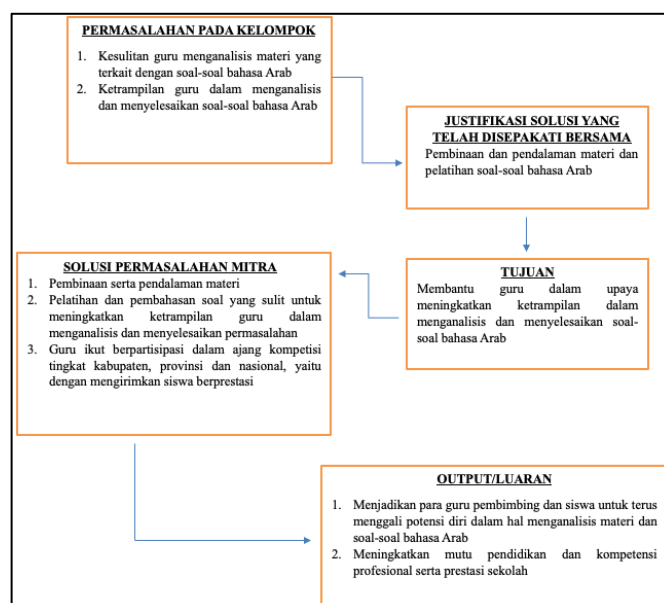 PERMASALAHAN PADA KELOMPOK
1. Kesulitan guru menganalisis materi yang
terkait dengan soal-soal bahasa Arab
2. Ketrampilan guru dalam menganalisis
dan menyelesaikan soal-soal bahasa Arab
JUSTIFIKASI SOLUSI YANG
TELAH DISEPAKATI BERSAMA
Pembinaan dan pendalaman materi dan
pelatihan soal-soal bahasa Arab
TUJUAN
Membantu guru dalam upaya
meningkatkan ketrampilan dalam
menganalisis dan menyelesaikan soal-
soal bahasa Arab
SOLUSI PERMASALAHAN MITRA
1. Pembinaan serta pendalaman materi
2. Pelatihan dan pembahasan soal yang sulit untuk
meningkatkan ketrampilan guru dalam
menganalisis dan menyelesaikan permasalahan
3. Guru ikut berpartisipasi dalam ajang kompetisi
tingkat kabupaten, provinsi dan nasional, yaitu
dengan mengirimkan siswa berprestasi
OUTPUT/LUARAN
1. Menjadikan para guru pembimbing dan siswa untuk terus
menggali potensi diri dalam hal menganalisis materi dan
soal-soal bahasa Arab
2. Meningkatkan mutu pendidikan dan kompetensi
profesional serta prestasi sekolah